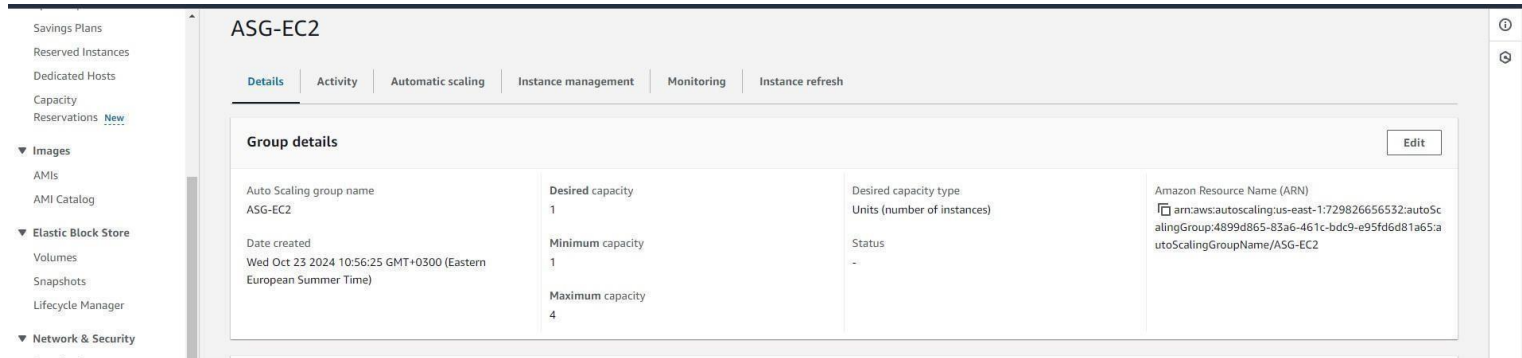 Savings Plans
Reserved Instances
Dedicated Hosts
Capacity
Reservations New
▼ Images
AMIs
AMI Catalog
▼ Elastic Block Store
Volumes
Snapshots
Lifecycle Manager
▼ Network & Security
ASG-EC2
Details Activity Automatic scaling Instance management Monitoring Instance refresh
Group details
Edit
Auto Scaling group name
ASG-EC2
Date created
Wed Oct 23 2024 10:56:25 GMT+0300 (Eastern
European Summer Time)
Desired capacity
1
Minimum capacity
1
Maximum capacity
4
Desired capacity type
Units (number of instances)
Status
-
Amazon Resource Name (ARN)
arn:aws:autoscaling:us-east-1:729826656532:autoSc
alingGroup:4899d865-83a6-461c-bdc9-e95fd6d81a65:a
utoScalingGroupName/ASG-EC2